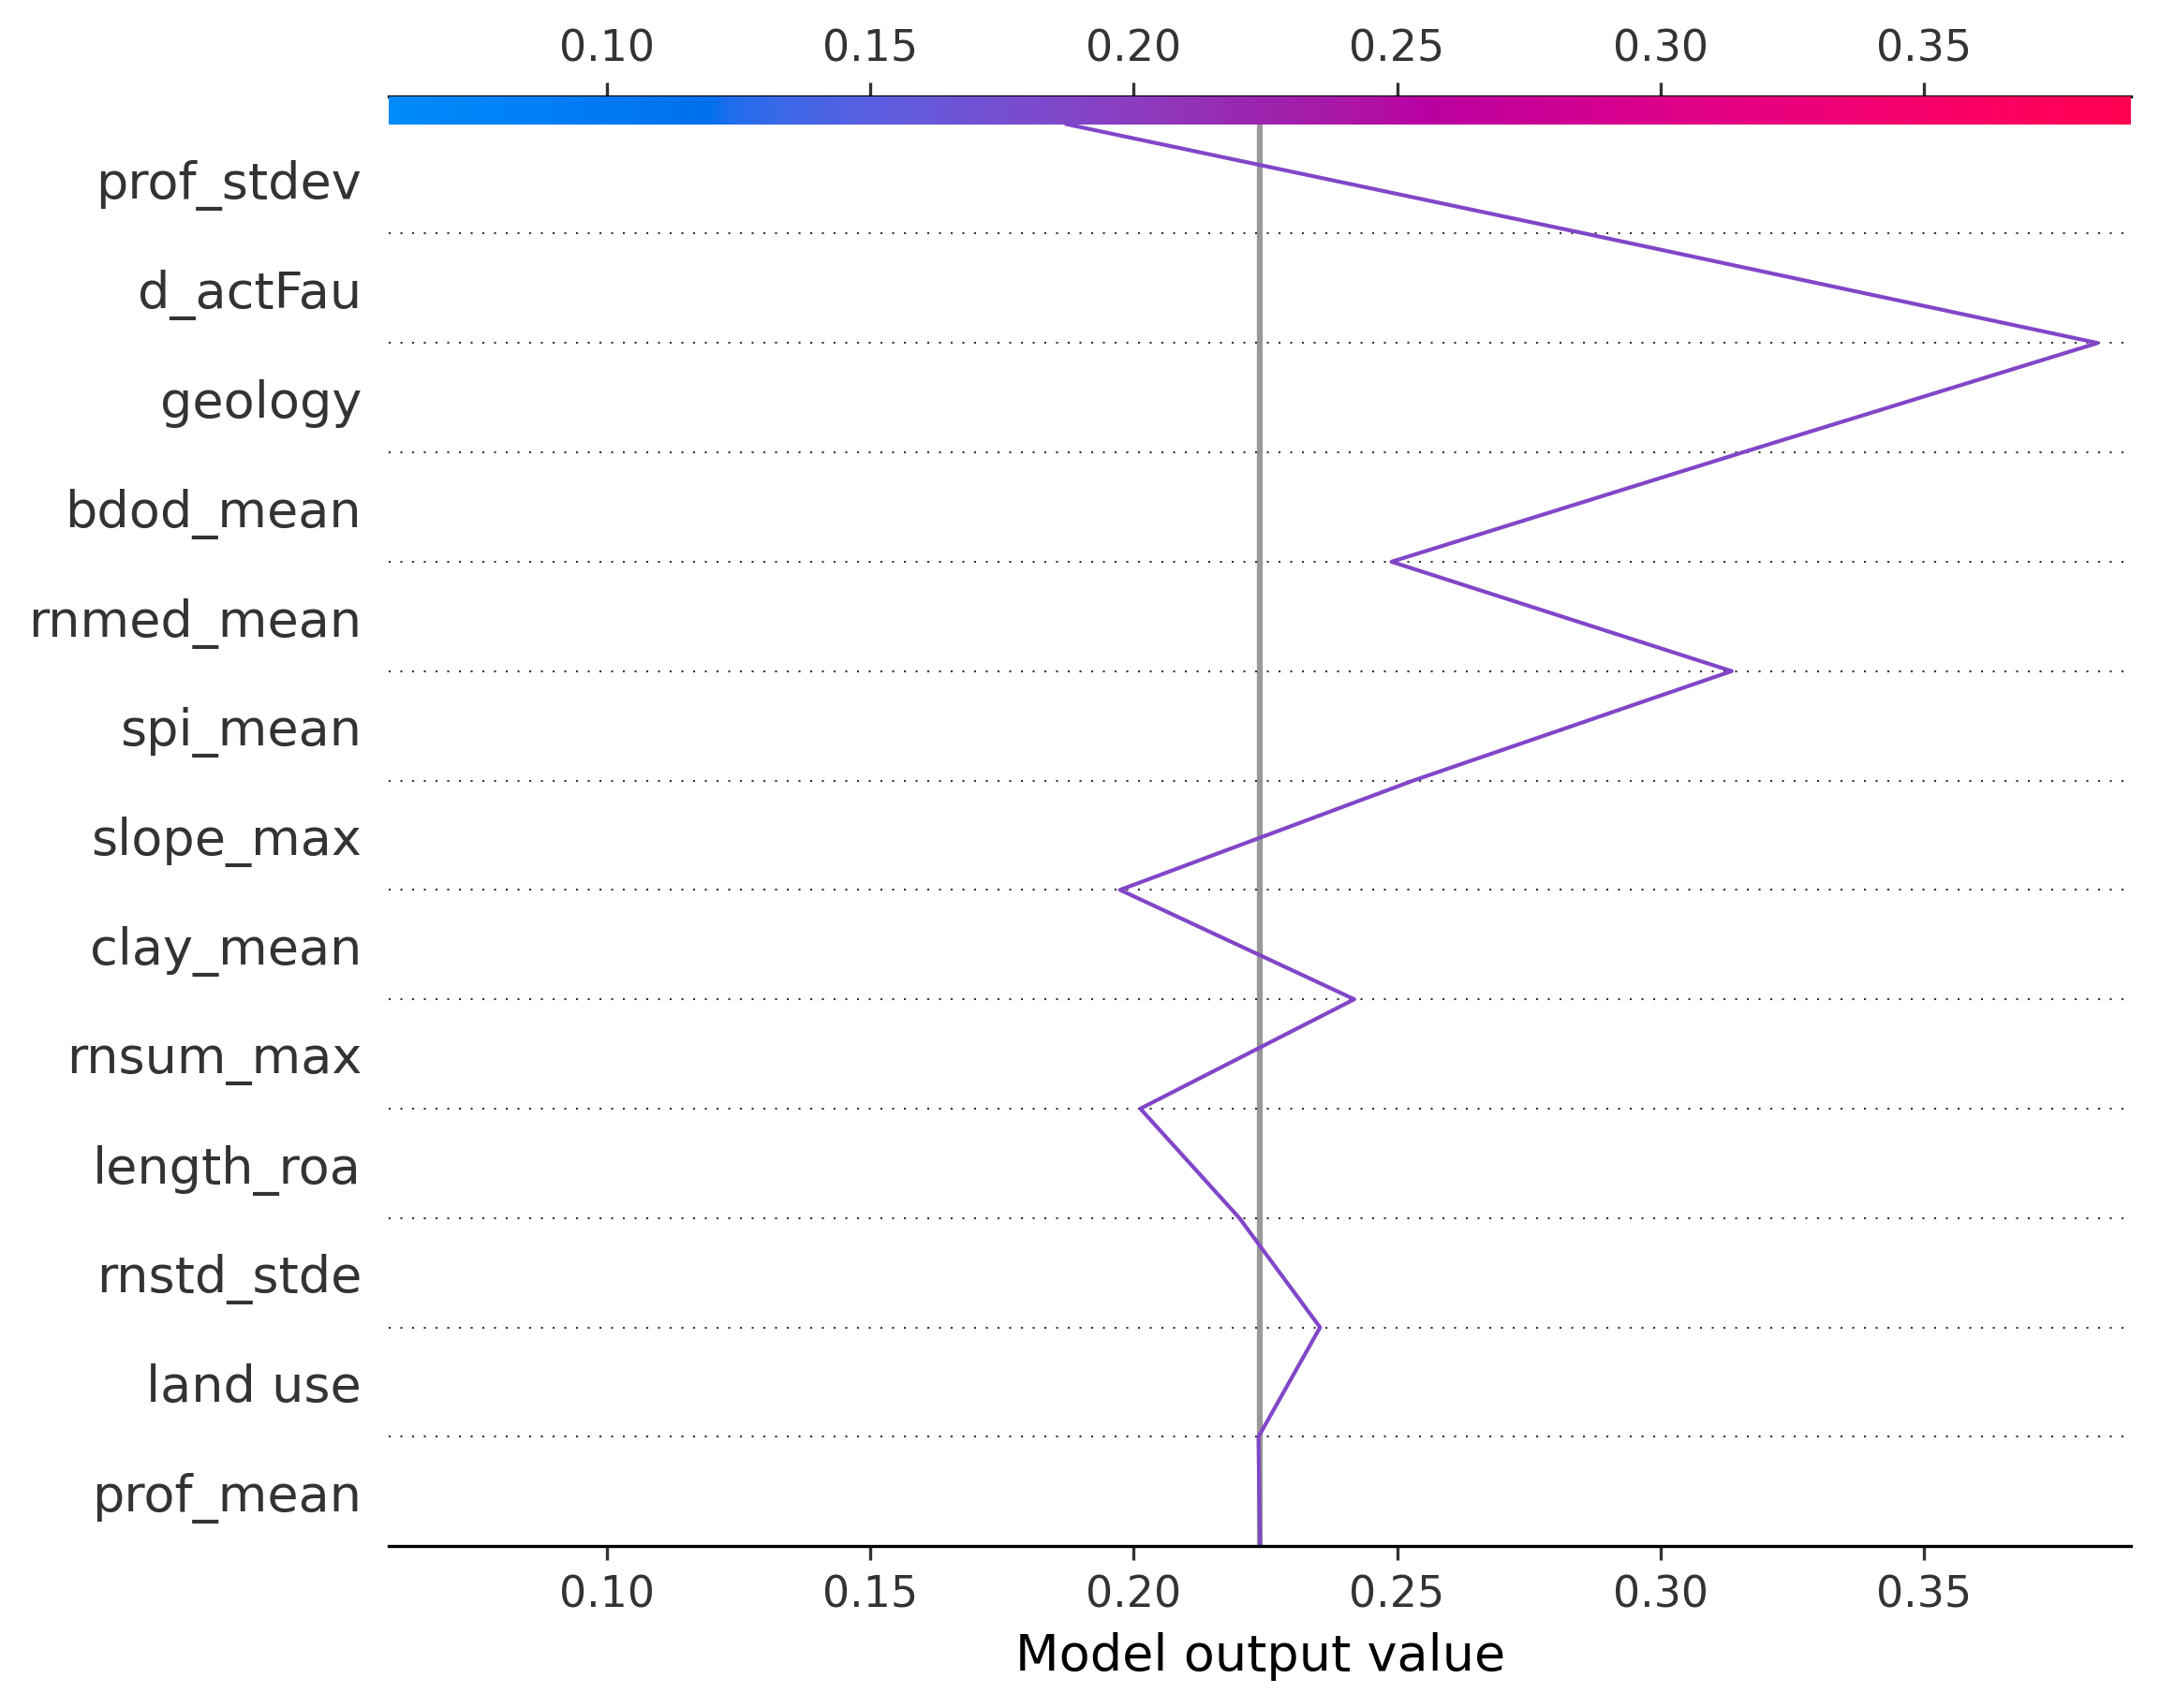 0.10 0.15 0.20 0.25 0.30 0.35
prof_stdev
d_actFau
geology
bdod_mean
rnmed_mean
spi_mean
slope_max
clay_mean
rnsum_max
length_roa
rnstd_stde
land use
prof_mean
0.10 0.15 0.20 0.25 0.30 0.35
Model output value